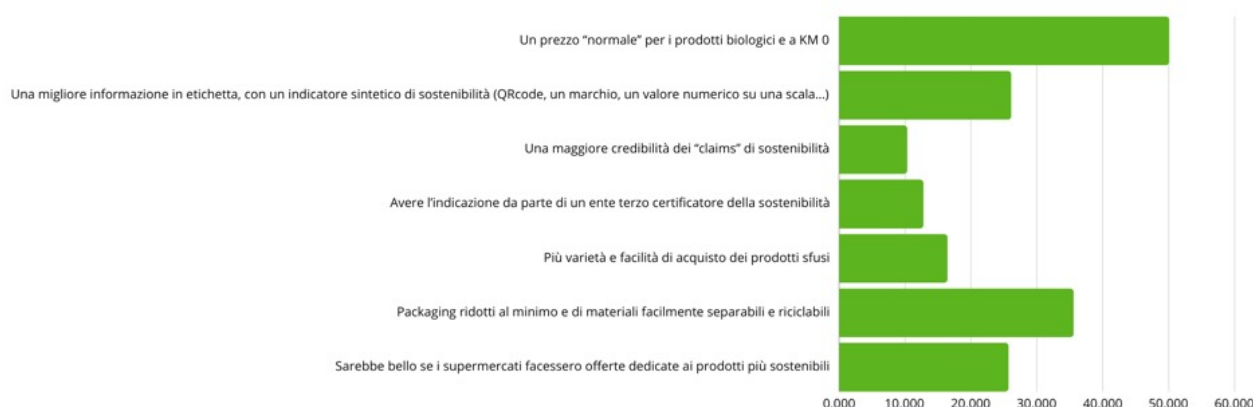 Un prezzo “normale” per i prodotti biologici e a KM 0
Una migliore informazione in etichetta, con un indicatore sintetico di sostenibilità (QRcode, un marchio, un valore numerico su una scala...)
Una maggiore credibilità dei “claims” di sostenibilità
Avere l’indicazione da parte di un ente terzo certificatore della sostenibilità
Più varietà e facilità di acquisto dei prodotti sfusi
Packaging ridotti al minimo e di materiali facilmente separabili e riciclabili
Sarebbe bello se i supermercati facessero offerte dedicate ai prodotti più sostenibili
0.000 10.000 20.000 30.000 40.000 50.000 60.000